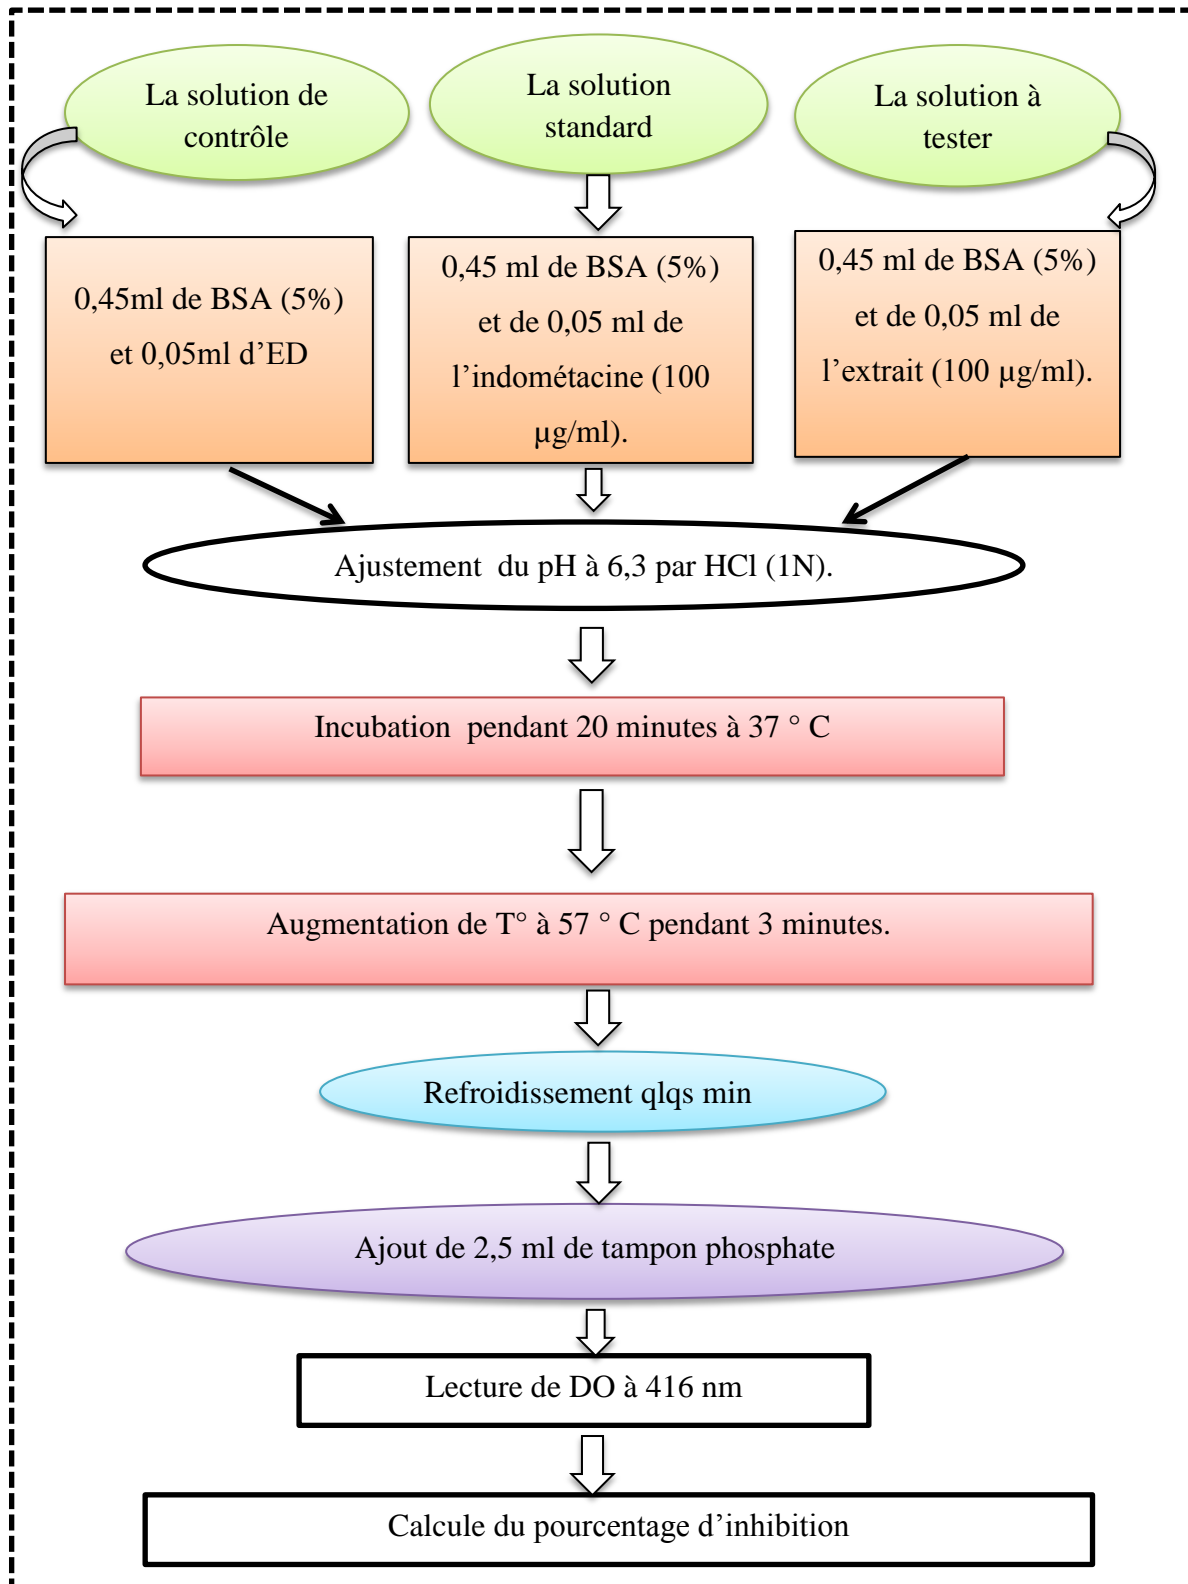 La solution de
contrôle
La solution
standard
La solution à
tester
0,45ml de BSA (5%)
et 0,05ml d’ED
0,45 ml de BSA (5%)
et de 0,05 ml de
l’indométacine (100
µg/ml).
0,45 ml de BSA (5%)
et de 0,05 ml de
l’extrait (100 µg/ml).
Ajustement  du pH à 6,3 par HCl (1N).
Incubation  pendant 20 minutes à 37 ° C
Augmentation de T° à 57 ° C pendant 3 minutes.
Refroidissement qlqs min
Ajout de 2,5 ml de tampon phosphate
Lecture de DO à 416 nm
Calcule du pourcentage d’inhibition